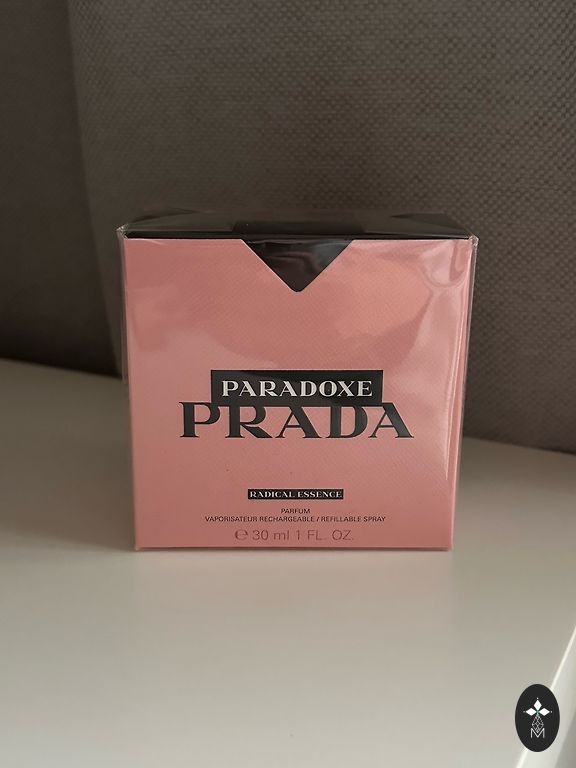 PARADOXE
PRADA
RADICAL ESSENCE
PARFUM
VAPORISATEUR RECHARGEABLE / REFILLABLE SPRAY
℮ 30 ml 1 FL. OZ.
M